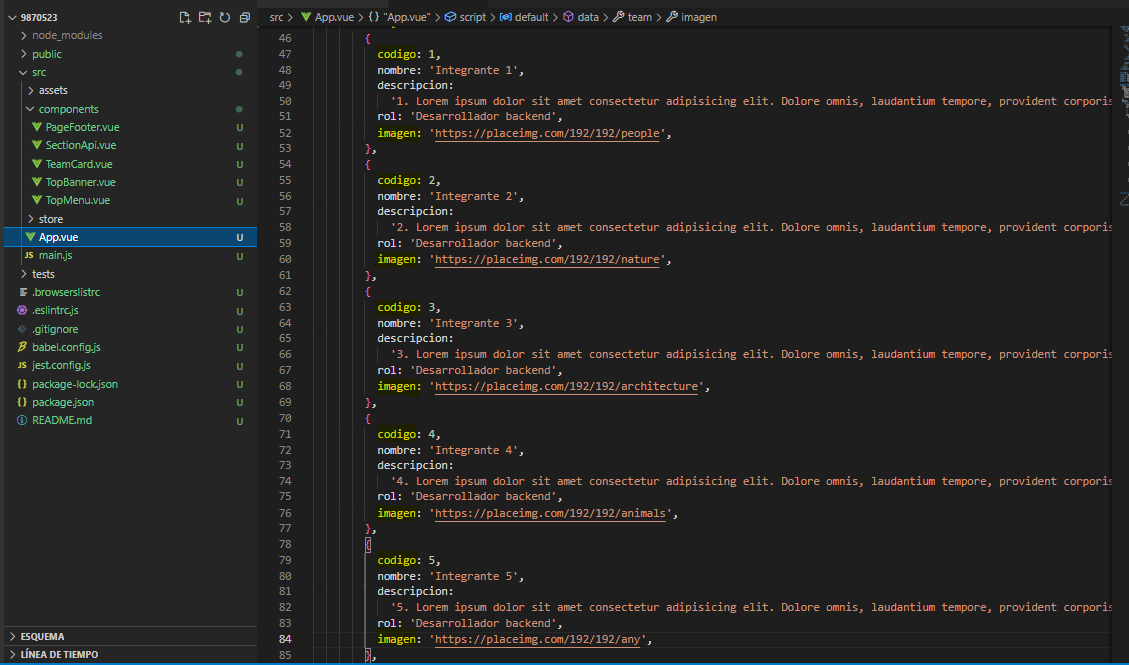 9870523
node_modules
public
src
assets
components
PageFooter.vue U
SectionApi.vue U
TeamCard.vue U
TopBanner.vue U
TopMenu.vue U
store
App.vue U
JS main.js U
tests
.browserslistrc U
.eslintrc.js U
.gitignore U
babel.config.js U
JS jest.config.js U
{} package-lock.json U
{} package.json U
README.md U
ESQUEMA
LÍNEA DE TIEMPO
src > App.vue > {} "App.vue" > script > default > data > team > imagen
46 {
47 codigo: 1,
48 nombre: 'Integrante 1',
49 descripcion:
50 '1. Lorem ipsum dolor sit amet consectetur adipisicing elit. Dolore omnis, laudantium tempore, provident corporis
51 rol: 'Desarrollador backend',
52 imagen: 'https://placeimg.com/192/192/people',
53 },
54 {
55 codigo: 2,
56 nombre: 'Integrante 2',
57 descripcion:
58 '2. Lorem ipsum dolor sit amet consectetur adipisicing elit. Dolore omnis, laudantium tempore, provident corporis
59 rol: 'Desarrollador backend',
60 imagen: 'https://placeimg.com/192/192/nature',
61 },
62 {
63 codigo: 3,
64 nombre: 'Integrante 3',
65 descripcion:
66 '3. Lorem ipsum dolor sit amet consectetur adipisicing elit. Dolore omnis, laudantium tempore, provident corporis
67 rol: 'Desarrollador backend',
68 imagen: 'https://placeimg.com/192/192/architecture',
69 },
70 {
71 codigo: 4,
72 nombre: 'Integrante 4',
73 descripcion:
74 '4. Lorem ipsum dolor sit amet consectetur adipisicing elit. Dolore omnis, laudantium tempore, provident corporis
75 rol: 'Desarrollador backend',
76 imagen: 'https://placeimg.com/192/192/animals',
77 },
78 {
79 codigo: 5,
80 nombre: 'Integrante 5',
81 descripcion:
82 '5. Lorem ipsum dolor sit amet consectetur adipisicing elit. Dolore omnis, laudantium tempore, provident corporis
83 rol: 'Desarrollador backend',
84 imagen: 'https://placeimg.com/192/192/any',
85 },